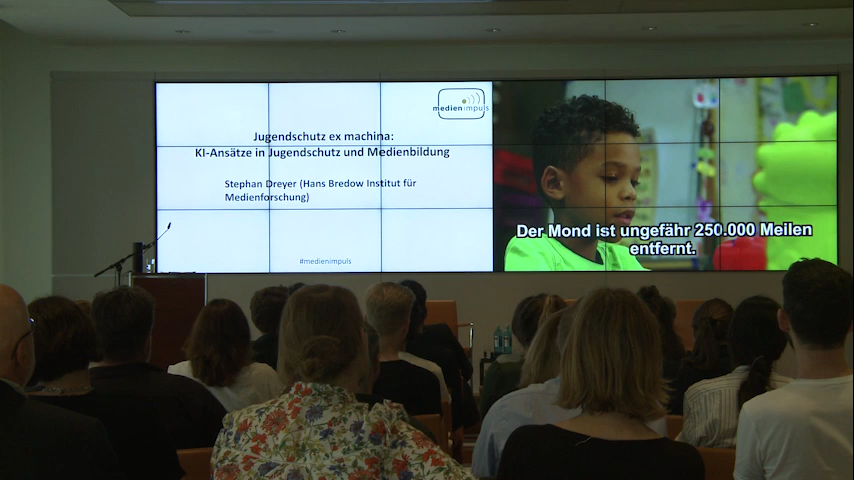 medienimpuls
Jugendschutz ex machina:
KI-Ansätze in Jugendschutz und Medienbildung
Stephan Dreyer (Hans Bredow Institut für
Medienforschung)
#medienimpuls
Der Mond ist ungefähr 250.000 Meilen
entfernt.